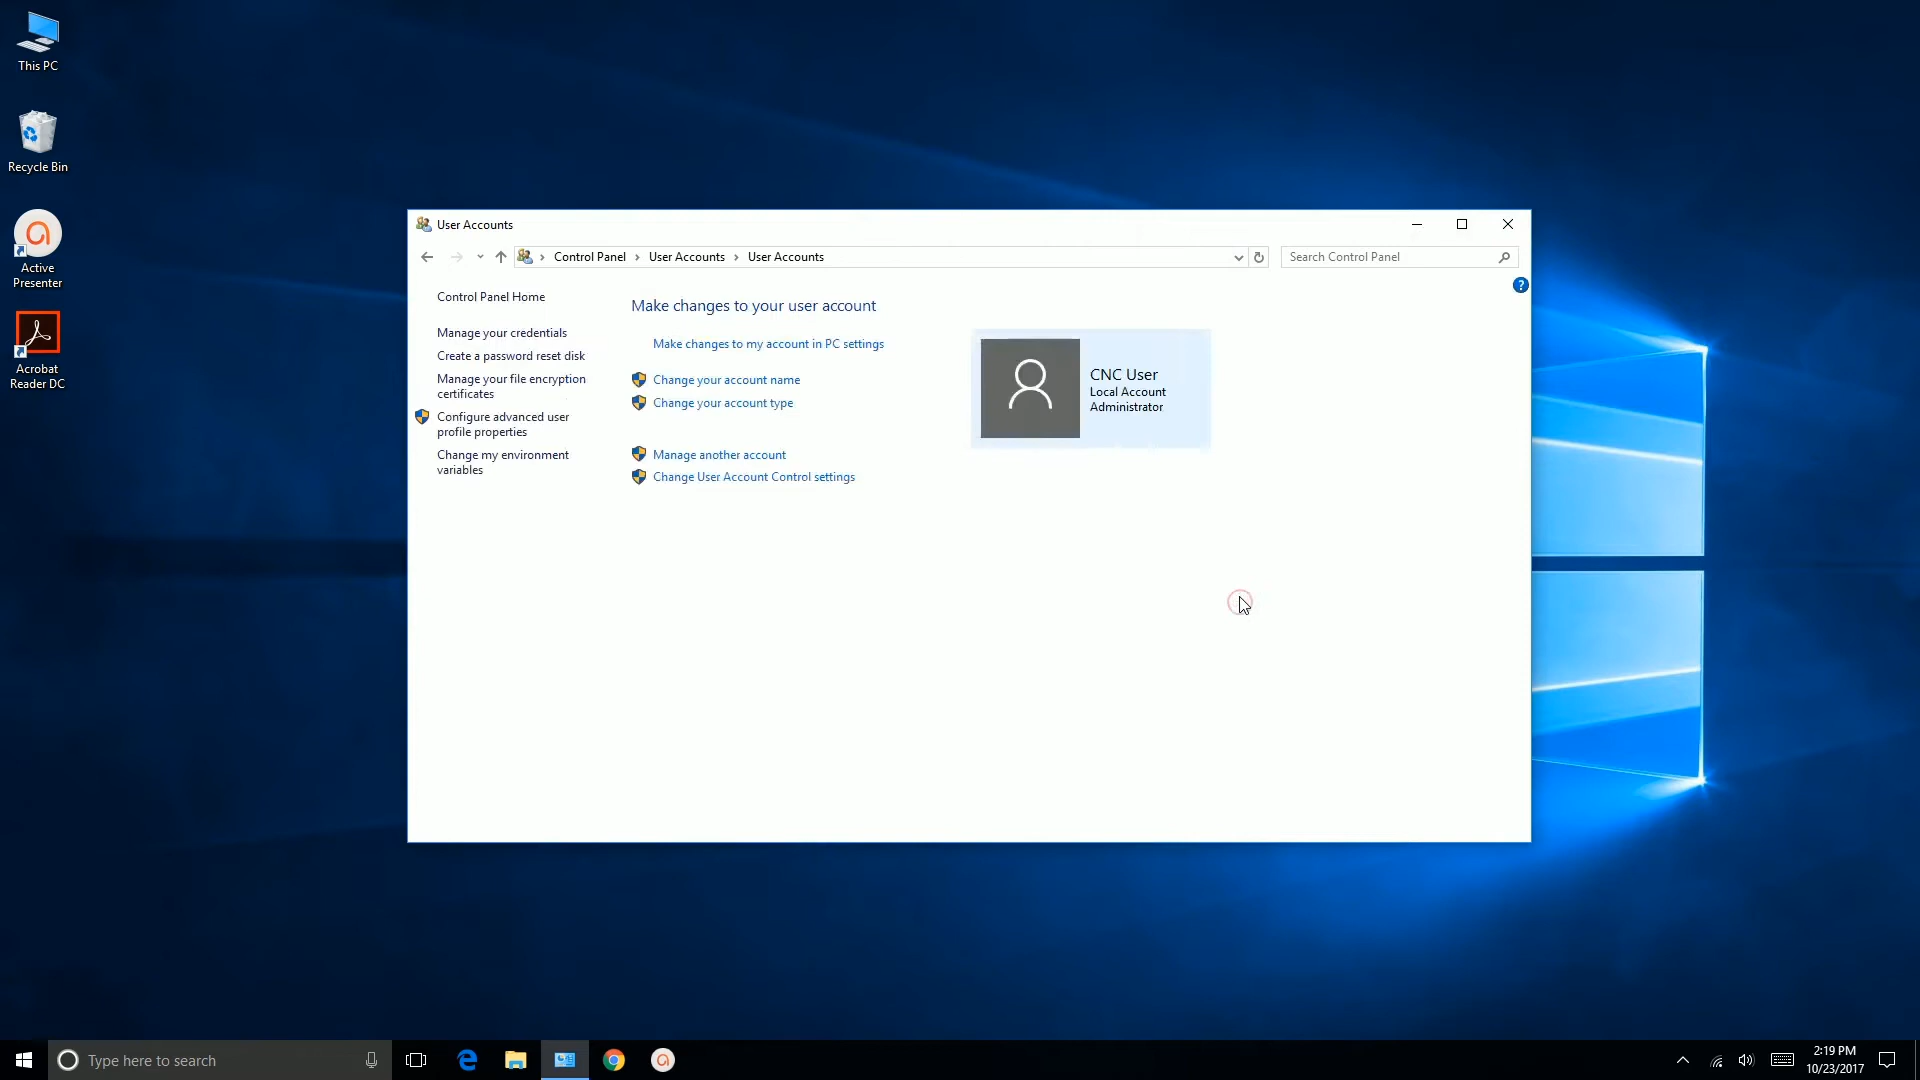 This PC
Recycle Bin
Active
Presenter
Acrobat
Reader DC
User Accounts
Control Panel > User Accounts > User Accounts
Search Control Panel
?
Control Panel Home
Manage your credentials
Create a password reset disk
Manage your file encryption
certificates
Configure advanced user
profile properties
Change my environment
variables
Make changes to your user account
Make changes to my account in PC settings
Change your account name
Change your account type
Manage another account
Change User Account Control settings
CNC User
Local Account
Administrator
Type here to search
2:19 PM
10/23/2017